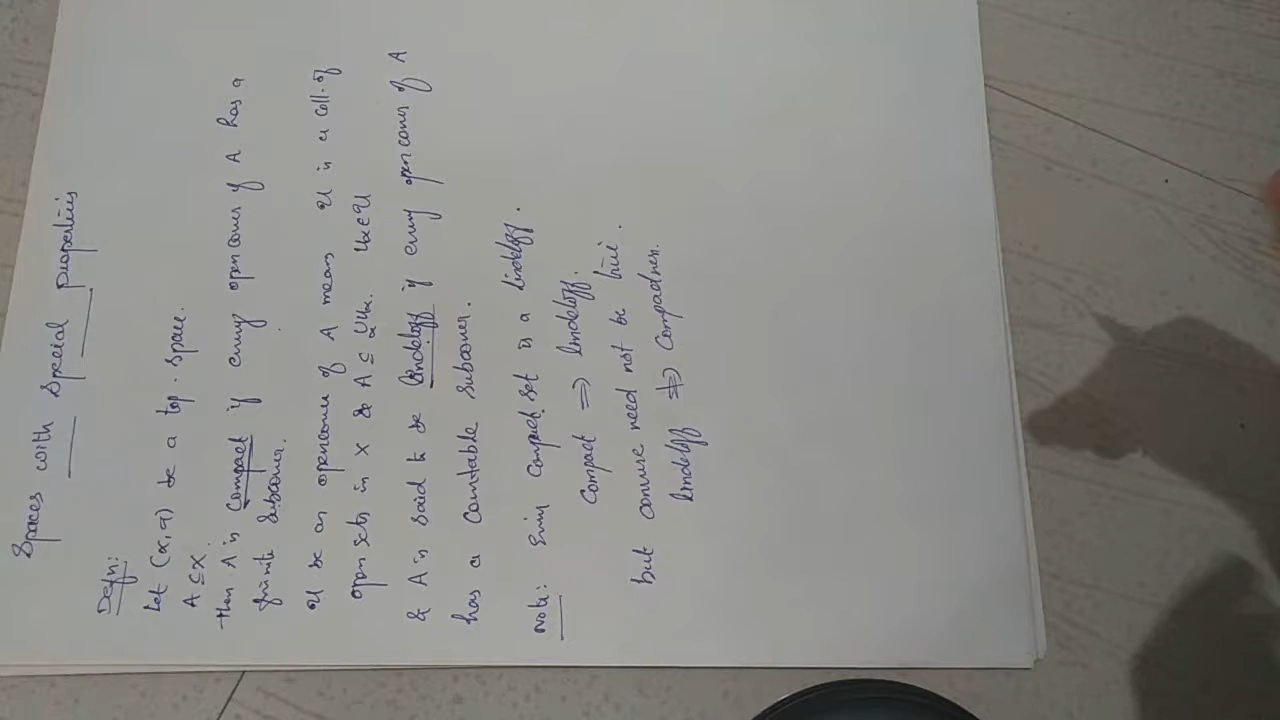 Spaces with Special properties
Defn:
Let (X, τ) be a top. space.
A ⊆ X.
then A is compact if every open cover of A has a
finite subcover.
U be an open cover of A means U is a coll. of
open sets in X & A ⊆ ∪Uα. Uα ∈ U
α
& A is said to be Lindeloff if every open cover of A
has a countable subcover.
Note: Every compact set is a Lindeloff.
Compact ⇒ Lindeloff.
but converse need not be true.
Lindeloff ⇏ Compactness.